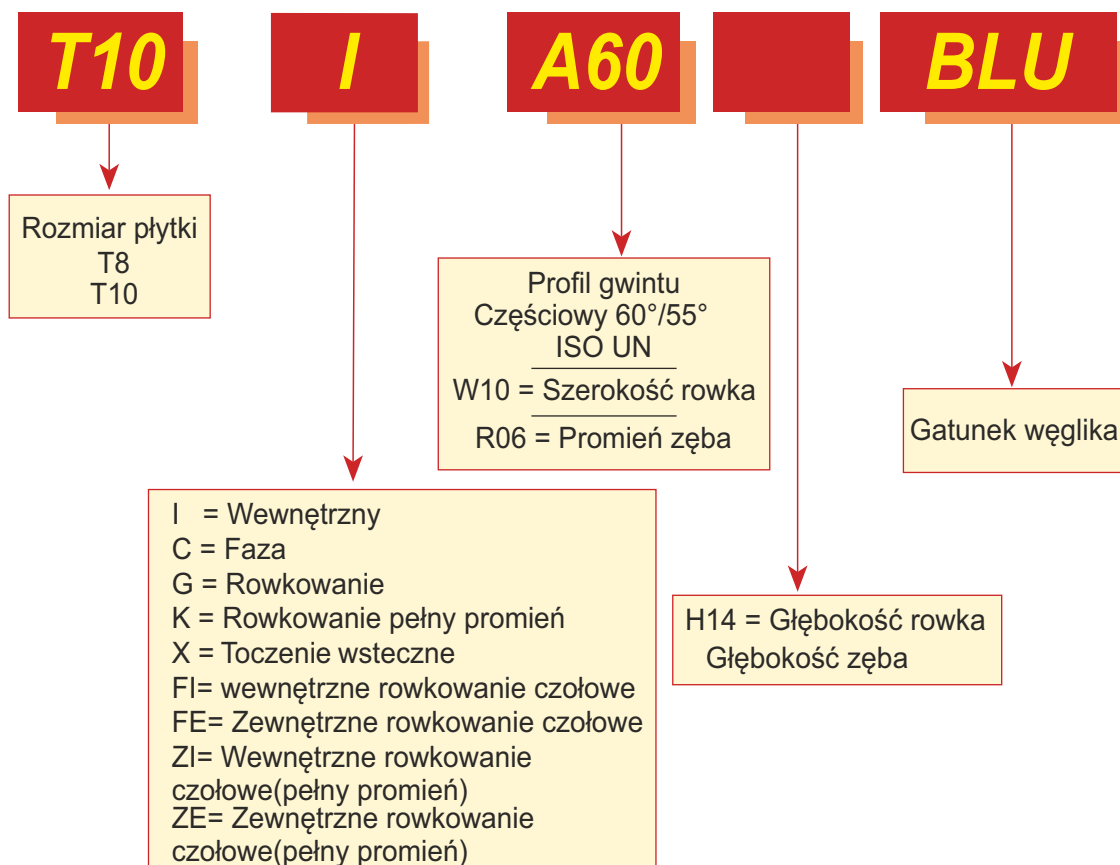 T10 I A60 BLU
Rozmiar płytki
T8
T10
Profil gwintu
Częściowy 60°/55°
ISO UN
W10 = Szerokość rowka
R06 = Promień zęba
Gatunek węglika
I = Wewnętrzny
C = Faza
G = Rowkowanie
K = Rowkowanie pełny promień
X = Toczenie wsteczne
FI= wewnętrzne rowkowanie czołowe
FE= Zewnętrzne rowkowanie czołowe
ZI= Wewnętrzne rowkowanie
czołowe(pełny promień)
ZE= Zewnętrzne rowkowanie
czołowe(pełny promień)
H14 = Głębokość rowka
Głębokość zęba